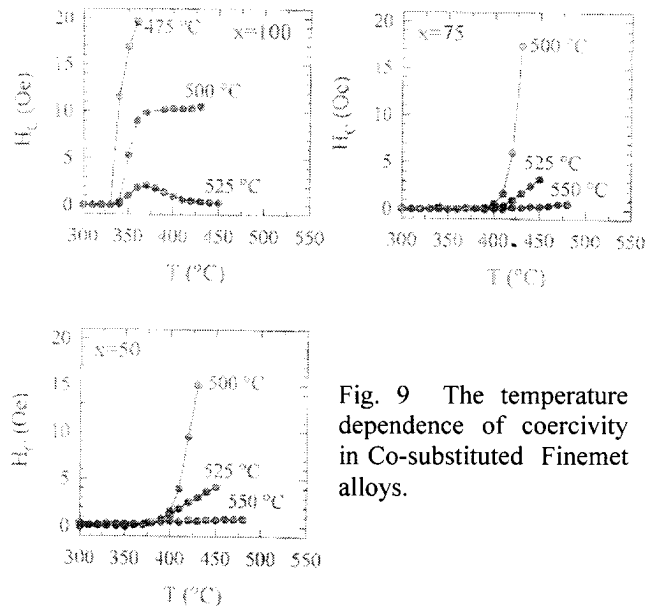 475 °C
x=100
500 °C
525 °C
H_C (Oe)
20
15
10
5
0
300 350 400 450 500 550
T (°C)
x=75
500 °C
525 °C
550 °C
H_C (Oe)
20
15
10
5
0
300 350 400 450 500 550
T (°C)
x=50
500 °C
525 °C
550 °C
H_C (Oe)
20
15
10
5
0
300 350 400 450 500 550
T (°C)
Fig. 9 The temperature
dependence of coercivity
in Co-substituted Finemet
alloys.